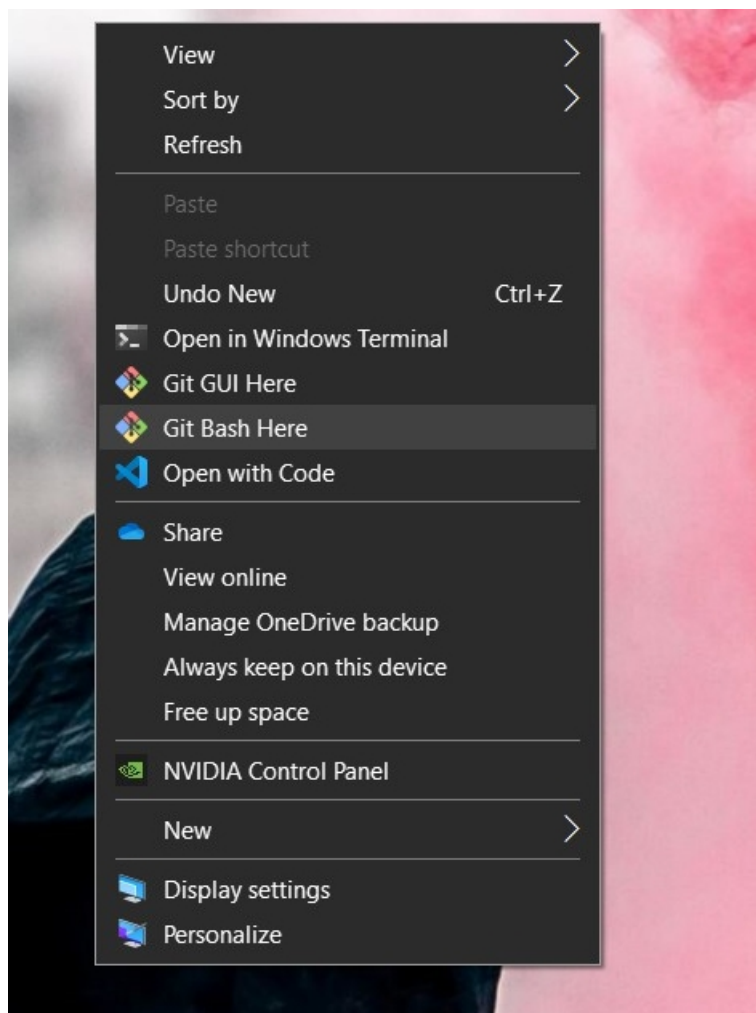 View
Sort by
Refresh
Paste
Paste shortcut
Undo New Ctrl+Z
Open in Windows Terminal
Git GUI Here
Git Bash Here
Open with Code
Share
View online
Manage OneDrive backup
Always keep on this device
Free up space
NVIDIA Control Panel
New
Display settings
Personalize